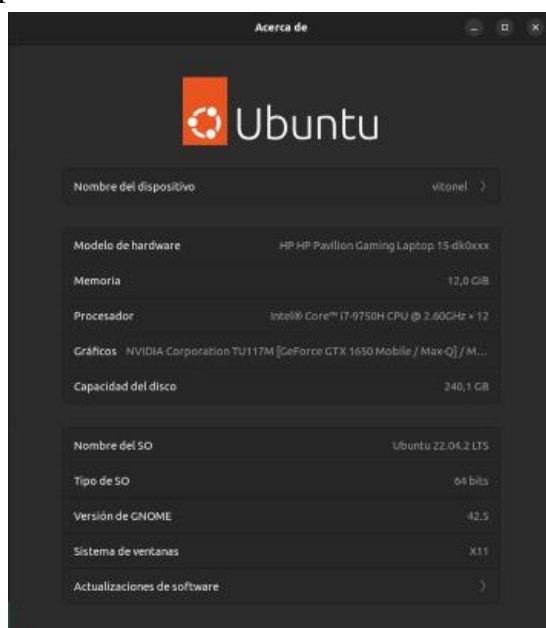 Acerca de
Ubuntu
Nombre del dispositivo vitonel
Modelo de hardware HP HP Pavilion Gaming Laptop 15-dk0xxx
Memoria 12,0 GiB
Procesador Intel® Core™ i7-9750H CPU @ 2.60GHz × 12
Gráficos NVIDIA Corporation TU117M [GeForce GTX 1650 Mobile / Max-Q] / M…
Capacidad del disco 240,1 GB
Nombre del SO Ubuntu 22.04.2 LTS
Tipo de SO 64 bits
Versión de GNOME 42.5
Sistema de ventanas X11
Actualizaciones de software